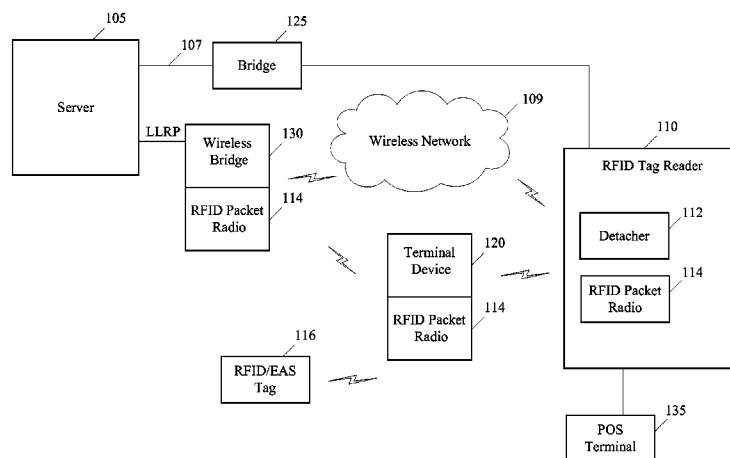 105
107
125
Bridge
Server
109
LLRP
Wireless
Bridge
130
Wireless Network
110
RFID Tag Reader
RFID Packet
Radio
114
112
Detacher
120
Terminal
Device
114
RFID Packet
Radio
RFID Packet
Radio
114
116
RFID/EAS
Tag
135
POS
Terminal